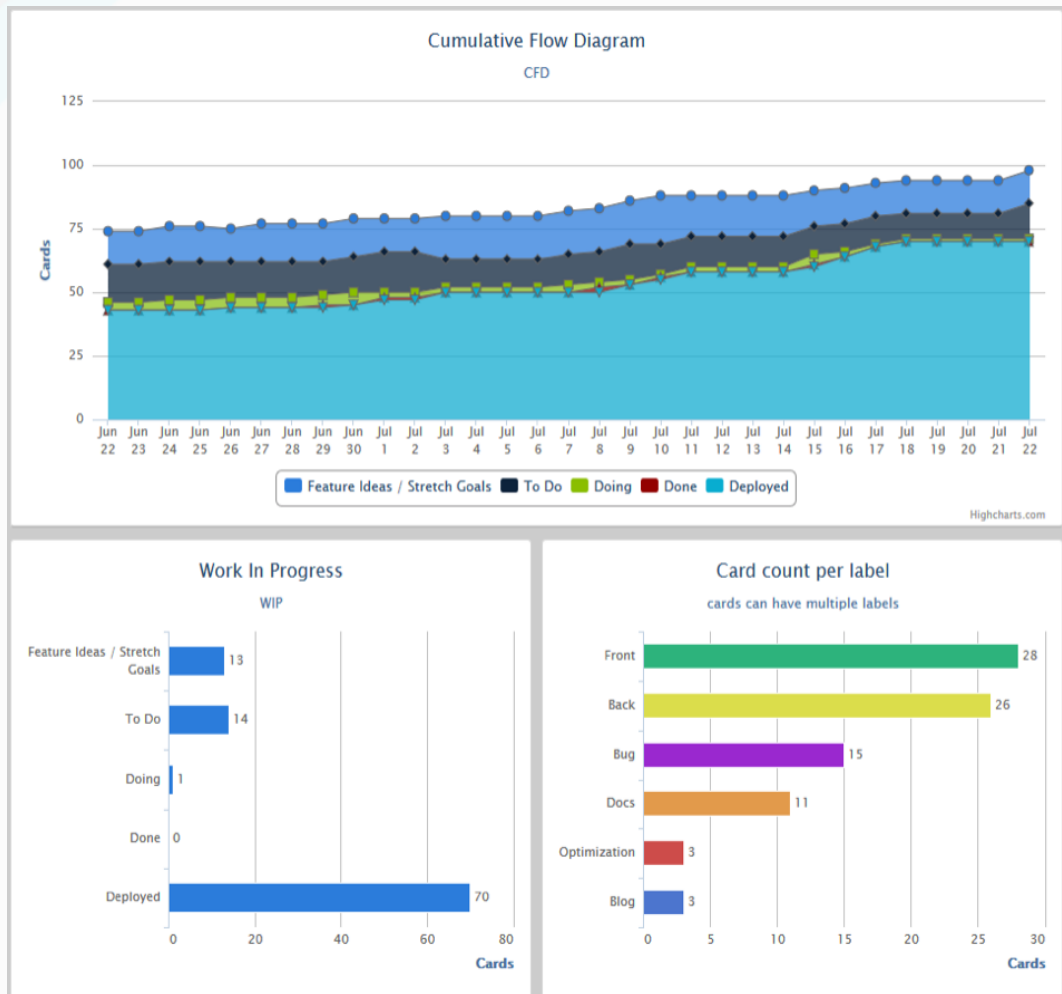 Cumulative Flow Diagram
CFD
125
100
75
50
25
0
Cards
Jun 22 Jun 23 Jun 24 Jun 25 Jun 26 Jun 27 Jun 28 Jun 29 Jun 30 Jul 1 Jul 2 Jul 3 Jul 4 Jul 5 Jul 6 Jul 7 Jul 8 Jul 9 Jul 10 Jul 11 Jul 12 Jul 13 Jul 14 Jul 15 Jul 16 Jul 17 Jul 18 Jul 19 Jul 20 Jul 21 Jul 22
Feature Ideas / Stretch Goals To Do Doing Done Deployed
Highcharts.com
Work In Progress
WIP
Feature Ideas / Stretch
Goals
13
To Do 14
Doing 1
Done 0
Deployed 70
0 20 40 60 80
Cards
Card count per label
cards can have multiple labels
Front 28
Back 26
Bug 15
Docs 11
Optimization 3
Blog 3
0 5 10 15 20 25 30
Cards